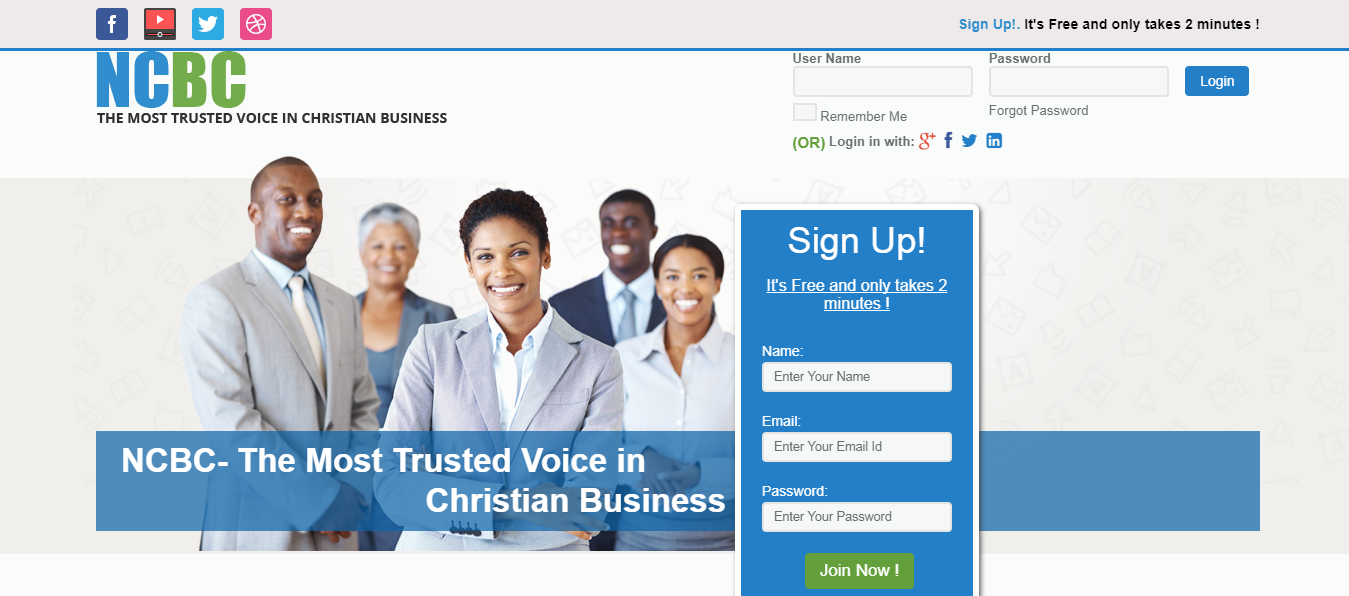 Sign Up!. It's Free and only takes 2 minutes !
NCBC
THE MOST TRUSTED VOICE IN CHRISTIAN BUSINESS
User Name
Password
Login
Remember Me
Forgot Password
(OR) Login in with:
Sign Up!
It's Free and only takes 2
minutes !
Name:
Enter Your Name
Email:
Enter Your Email Id
Password:
Enter Your Password
Join Now !
NCBC- The Most Trusted Voice in
Christian Business